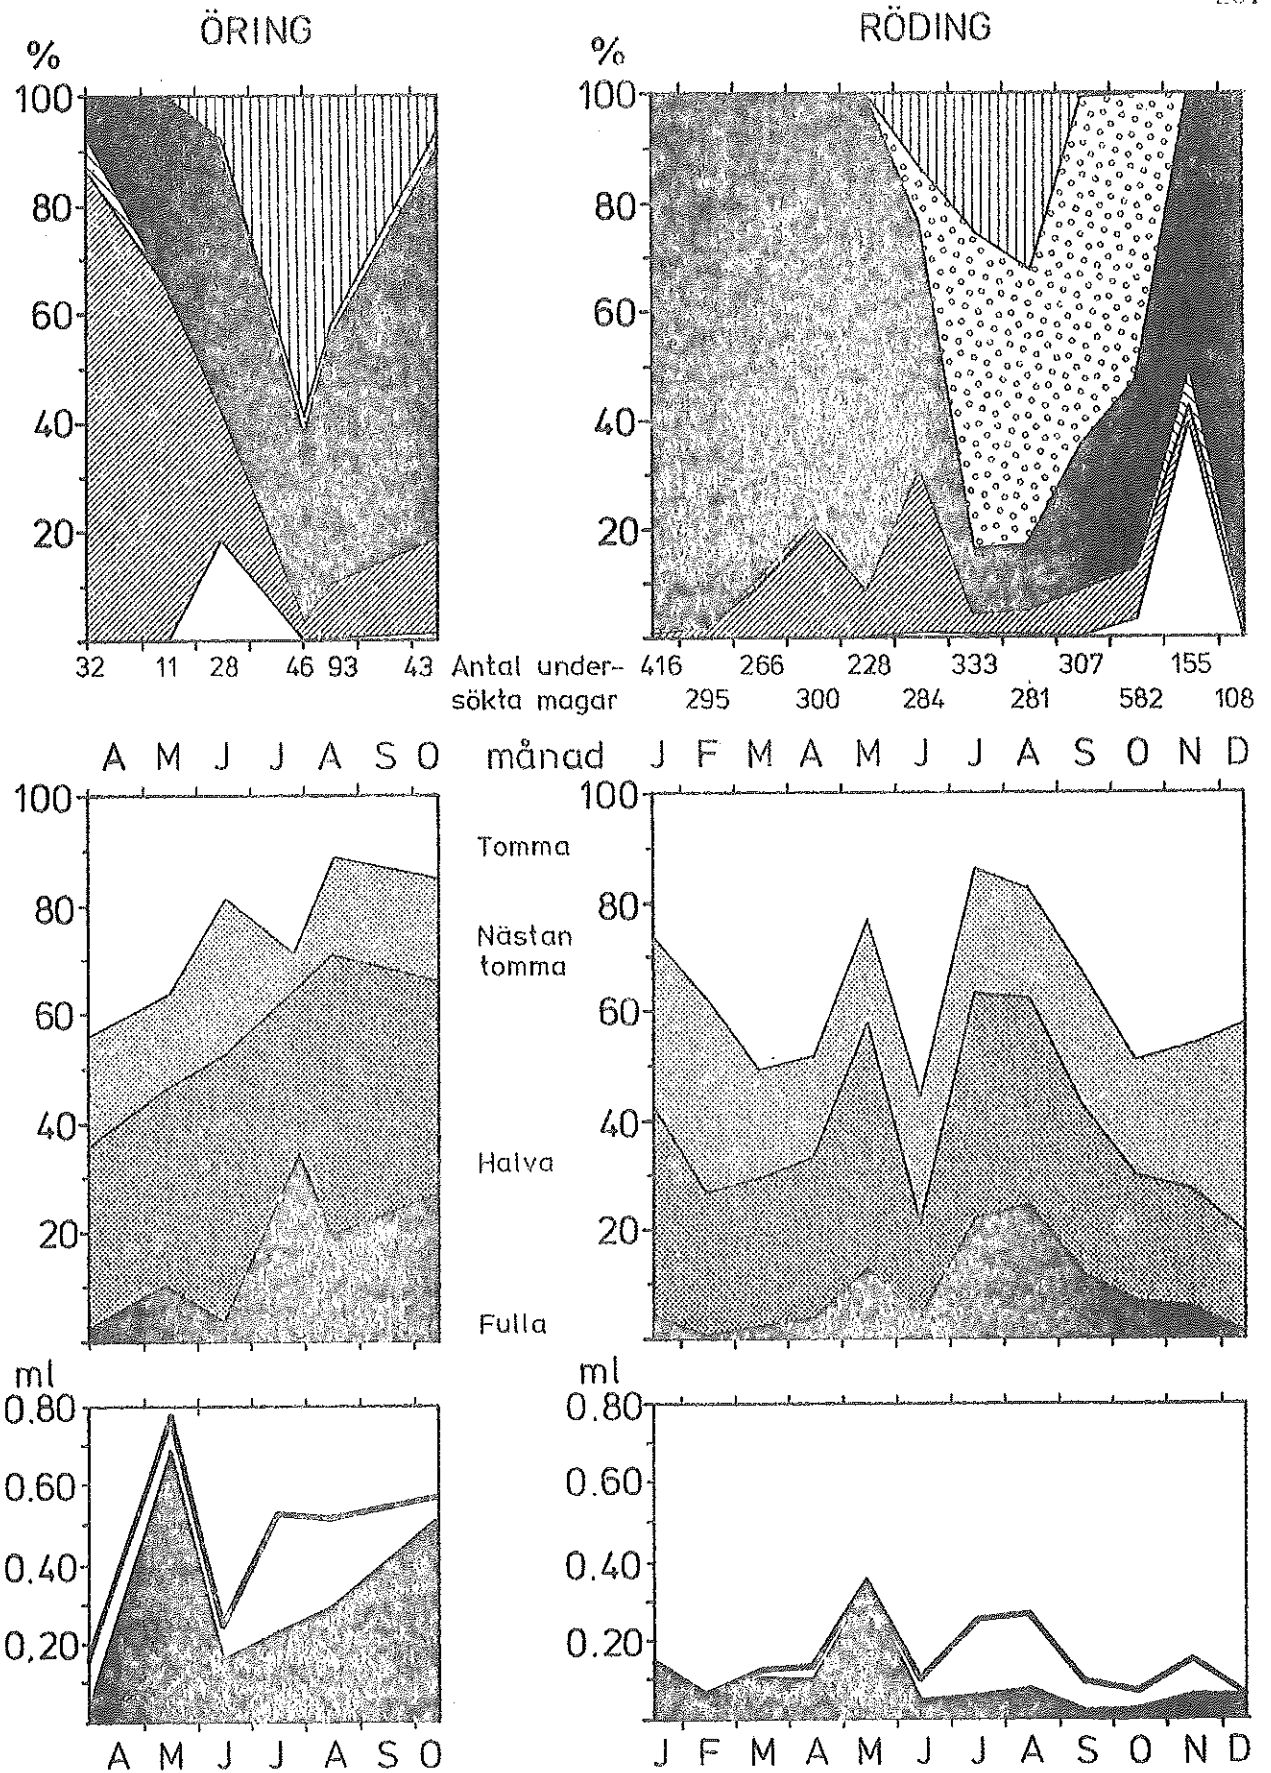 ÖRING
RÖDING
%
%
100
80
60
40
20
100
80
60
40
20
32 11 28 46 93 43 Antal under- 416 266 228 333 307 155
sökta magar 295 300 284 281 582 108
A M J J A S O månad J F M A M J J A S O N D
100
80
60
40
20
Tomma
Nästan
tomma
Halva
Fulla
100
80
60
40
20
ml
0.80
0.60
0.40
0,20
A M J J A S O
ml
0.80
0.60
0.40
0.20
J F M A M J J A S O N D